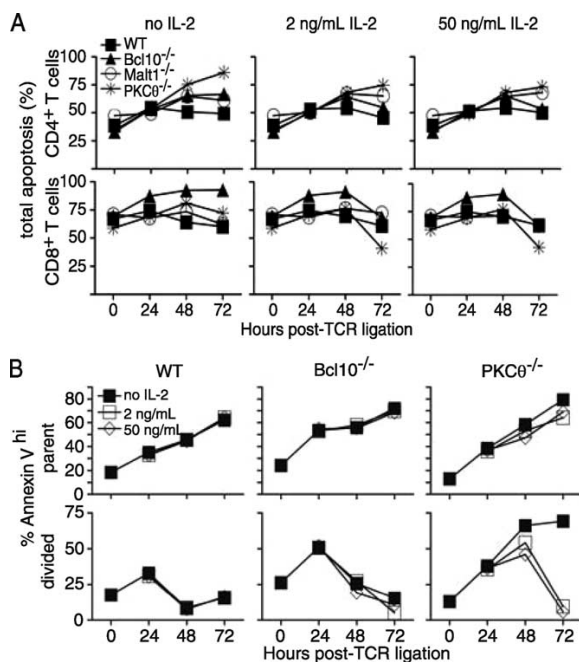 A
no IL-2
2 ng/mL IL-2
50 ng/mL IL-2
WT
Bcl10-/-
Malt1-/-
PKCθ-/-
total apoptosis (%)
CD4+ T cells
100
75
50
25
CD8+ T cells
100
75
50
25
0 24 48 72
0 24 48 72
0 24 48 72
Hours post-TCR ligation
B
WT
Bcl10-/-
PKCθ-/-
no IL-2
2 ng/mL
50 ng/mL
% Annexin V hi
parent
80
60
40
20
0
divided
75
50
25
0
0 24 48 72
0 24 48 72
0 24 48 72
Hours post-TCR ligation